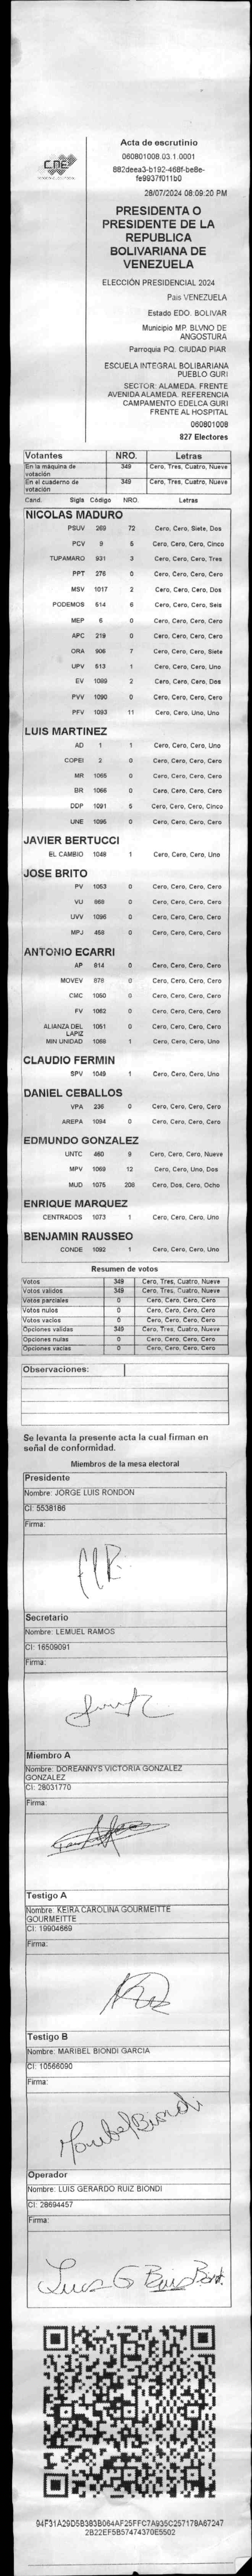 CNE
Acta de escrutinio
060801008.03.1.0001
882deea3-b192-468f-be8e-
fe9937f011b0
28/07/2024 08:09:20 PM
PRESIDENTA O
PRESIDENTE DE LA
REPUBLICA
BOLIVARIANA DE
VENEZUELA
ELECCIÓN PRESIDENCIAL 2024
Pais VENEZUELA
Estado EDO. BOLIVAR
Municipio MP. BLVNO DE
ANGOSTURA
Parroquia PQ. CIUDAD PIAR
ESCUELA INTEGRAL BOLIBARIANA
PUEBLO GURI
SECTOR: ALAMEDA. FRENTE
AVENIDA ALAMEDA. REFERENCIA
CAMPAMENTO EDELCA GURI
FRENTE AL HOSPITAL
060801008
827 Electores
Votantes NRO. Letras
En la máquina de votación 349 Cero, Tres, Cuatro, Nueve
En el cuaderno de votación 349 Cero, Tres, Cuatro, Nueve
Cand. Sigla Código NRO. Letras
NICOLAS MADURO
PSUV 269 72 Cero, Cero, Siete, Dos
PCV 9 5 Cero, Cero, Cero, Cinco
TUPAMARO 931 3 Cero, Cero, Cero, Tres
PPT 276 0 Cero, Cero, Cero, Cero
MSV 1017 2 Cero, Cero, Cero, Dos
PODEMOS 514 6 Cero, Cero, Cero, Seis
MEP 6 0 Cero, Cero, Cero, Cero
APC 219 0 Cero, Cero, Cero, Cero
ORA 906 7 Cero, Cero, Cero, Siete
UPV 513 1 Cero, Cero, Cero, Uno
EV 1089 2 Cero, Cero, Cero, Dos
PVV 1090 0 Cero, Cero, Cero, Cero
PFV 1093 11 Cero, Cero, Uno, Uno
LUIS MARTINEZ
AD 1 1 Cero, Cero, Cero, Uno
COPEI 2 0 Cero, Cero, Cero, Cero
MR 1065 0 Cero, Cero, Cero, Cero
BR 1066 0 Cero, Cero, Cero, Cero
DDP 1091 5 Cero, Cero, Cero, Cinco
UNE 1095 0 Cero, Cero, Cero, Cero
JAVIER BERTUCCI
EL CAMBIO 1048 1 Cero, Cero, Cero, Uno
JOSE BRITO
PV 1053 0 Cero, Cero, Cero, Cero
VU 868 0 Cero, Cero, Cero, Cero
UVV 1096 0 Cero, Cero, Cero, Cero
MPJ 458 0 Cero, Cero, Cero, Cero
ANTONIO ECARRI
AP 614 0 Cero, Cero, Cero, Cero
MOVEV 878 0 Cero, Cero, Cero, Cero
CMC 1050 0 Cero, Cero, Cero, Cero
FV 1062 0 Cero, Cero, Cero, Cero
ALIANZA DEL LAPIZ 1051 0 Cero, Cero, Cero, Cero
MIN UNIDAD 1069 1 Cero, Cero, Cero, Uno
CLAUDIO FERMIN
SPV 1049 1 Cero, Cero, Cero, Uno
DANIEL CEBALLOS
VPA 236 0 Cero, Cero, Cero, Cero
AREPA 1094 0 Cero, Cero, Cero, Cero
EDMUNDO GONZALEZ
UNTC 460 9 Cero, Cero, Cero, Nueve
MPV 1069 12 Cero, Cero, Uno, Dos
MUD 1075 208 Cero, Dos, Cero, Ocho
ENRIQUE MARQUEZ
CENTRADOS 1073 1 Cero, Cero, Cero, Uno
BENJAMIN RAUSSEO
CONDE 1092 1 Cero, Cero, Cero, Uno
Resumen de votos
Votos 349 Cero, Tres, Cuatro, Nueve
Votos validos 349 Cero, Tres, Cuatro, Nueve
Votos parciales 0 Cero, Cero, Cero, Cero
Votos nulos 0 Cero, Cero, Cero, Cero
Votos vacios 0 Cero, Cero, Cero, Cero
Opciones validas 349 Cero, Tres, Cuatro, Nueve
Opciones nulas 0 Cero, Cero, Cero, Cero
Opciones vacias 0 Cero, Cero, Cero, Cero
Observaciones:
Se levanta la presente acta la cual firman en
señal de conformidad.
Miembros de la mesa electoral
Presidente
Nombre: JORGE LUIS RONDON
CI: 5538186
Firma:
Secretario
Nombre: LEMUEL RAMOS
CI: 16509091
Firma:
Miembro A
Nombre: DOREANNYS VICTORIA GONZALEZ
GONZALEZ
CI: 28031770
Firma:
Testigo A
Nombre: KEIRA CAROLINA GOURMEITTE
GOURMEITTE
CI: 19904669
Firma:
Testigo B
Nombre: MARIBEL BIONDI GARCIA
CI: 10566090
Firma:
Maribel Biondi
Operador
Nombre: LUIS GERARDO RUIZ BIONDI
CI: 28694457
Firma:
Luis G Ruiz Biondi
94F31A29D5B383B064AF25FFC7A935C257178A67247
2B22EF5B57474370E5502